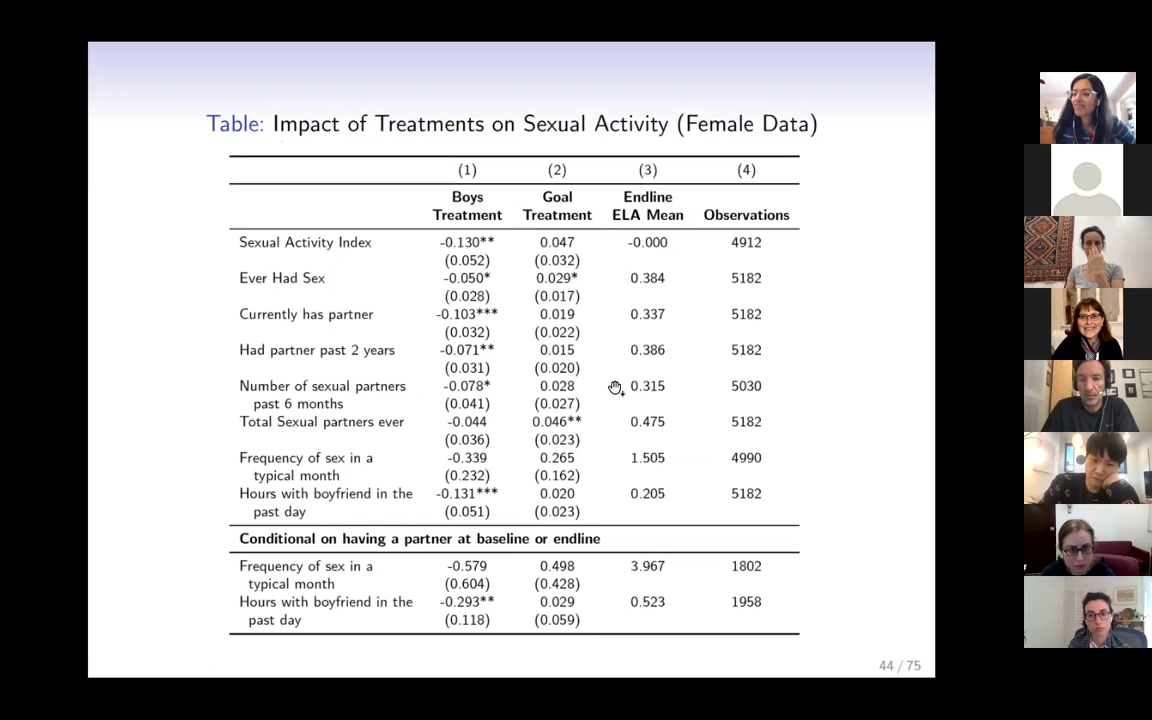 Table: Impact of Treatments on Sexual Activity (Female Data)
(1) (2) (3) (4)
Boys Goal Endline
Treatment Treatment ELA Mean Observations
Sexual Activity Index -0.130** 0.047 -0.000 4912
(0.052) (0.032)
Ever Had Sex -0.050* 0.029* 0.384 5182
(0.028) (0.017)
Currently has partner -0.103*** 0.019 0.337 5182
(0.032) (0.022)
Had partner past 2 years -0.071** 0.015 0.386 5182
(0.031) (0.020)
Number of sexual partners -0.078* 0.028 0.315 5030
past 6 months (0.041) (0.027)
Total Sexual partners ever -0.044 0.046** 0.475 5182
(0.036) (0.023)
Frequency of sex in a -0.339 0.265 1.505 4990
typical month (0.232) (0.162)
Hours with boyfriend in the -0.131*** 0.020 0.205 5182
past day (0.051) (0.023)
Conditional on having a partner at baseline or endline
Frequency of sex in a -0.579 0.498 3.967 1802
typical month (0.604) (0.428)
Hours with boyfriend in the -0.293** 0.029 0.523 1958
past day (0.118) (0.059)
44 / 75